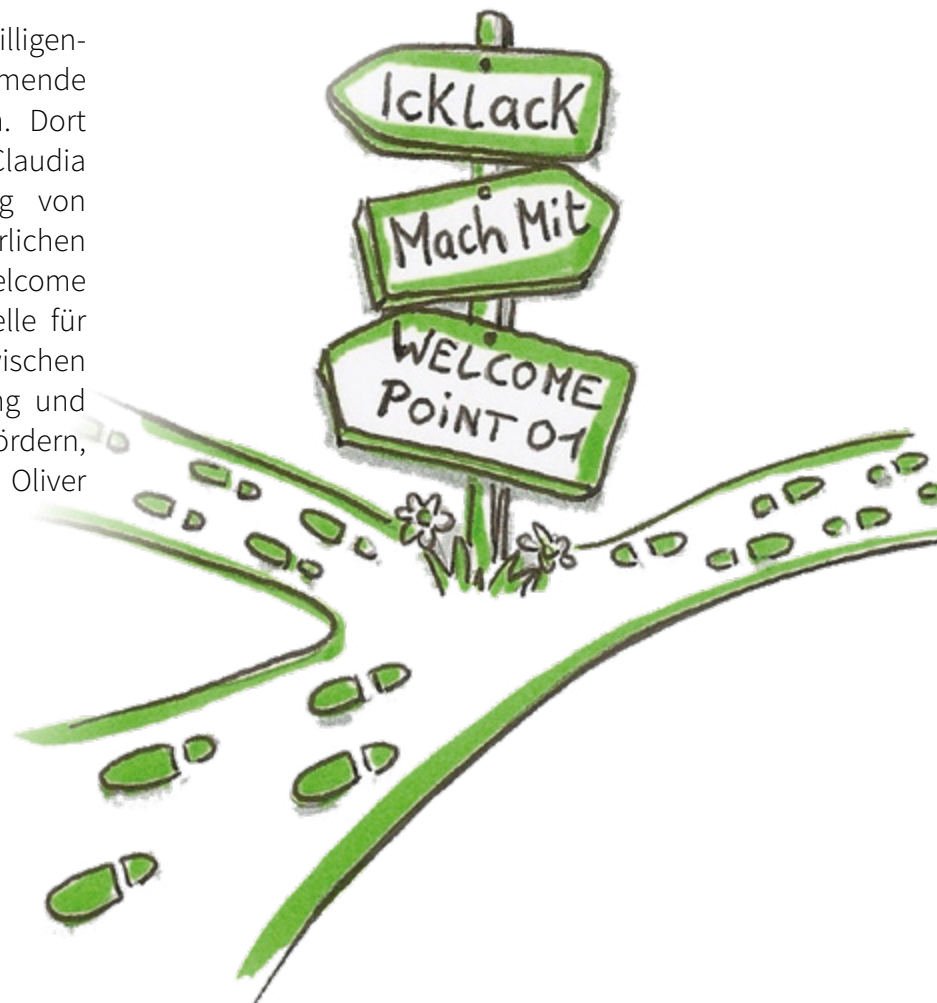 illigen-
mende
. Dort
Claudia
g von
rlichen
elcome
elle für
ischen
ng und
ördern,
Oliver
IckLack
Mach Mit
WELCOME
POiNT 01